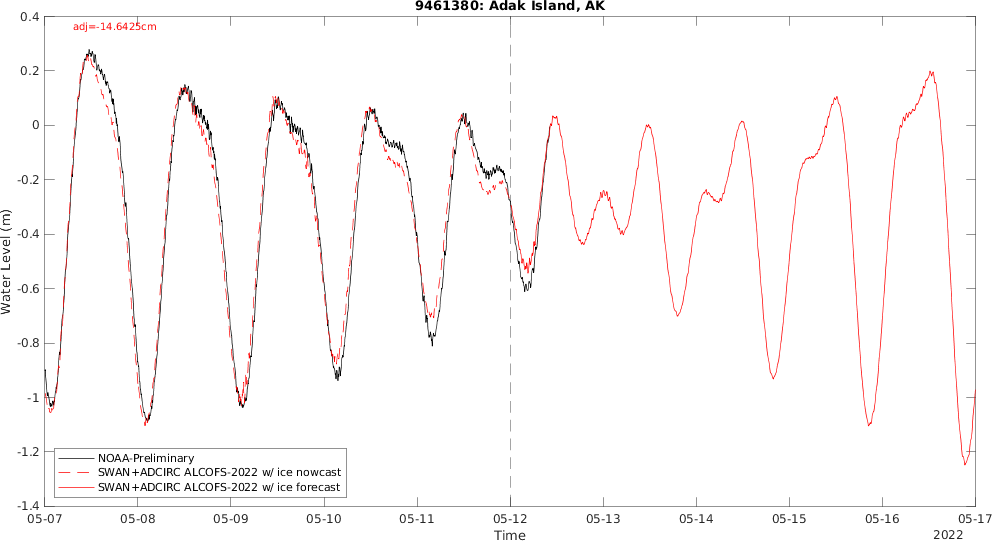 9461380: Adak Island, AK
adj=-14.6425cm
0.4
0.2
0
-0.2
-0.4
-0.6
-0.8
-1
-1.2
-1.4
Water Level (m)
NOAA-Preliminary
SWAN+ADCIRC ALCOFS-2022 w/ ice nowcast
SWAN+ADCIRC ALCOFS-2022 w/ ice forecast
05-07 05-08 05-09 05-10 05-11 05-12 05-13 05-14 05-15 05-16 05-17
Time
2022